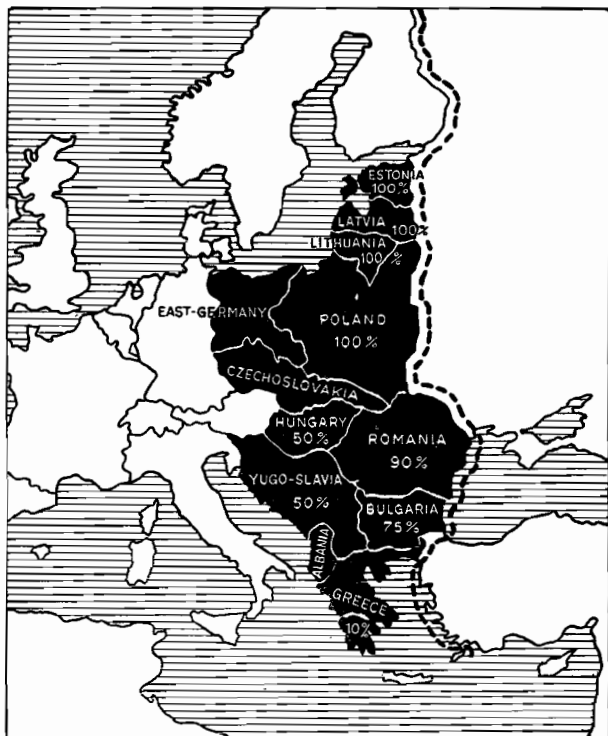 ESTONIA
100%
LATVIA 100%
LITHUANIA
100%
EAST-GERMANY
POLAND
100%
CZECHOSLOVAKIA
HUNGARY
50%
ROMANIA
90%
YUGO-SLAVIA
50%
BULGARIA
75%
ALBANIA
GREECE
10%